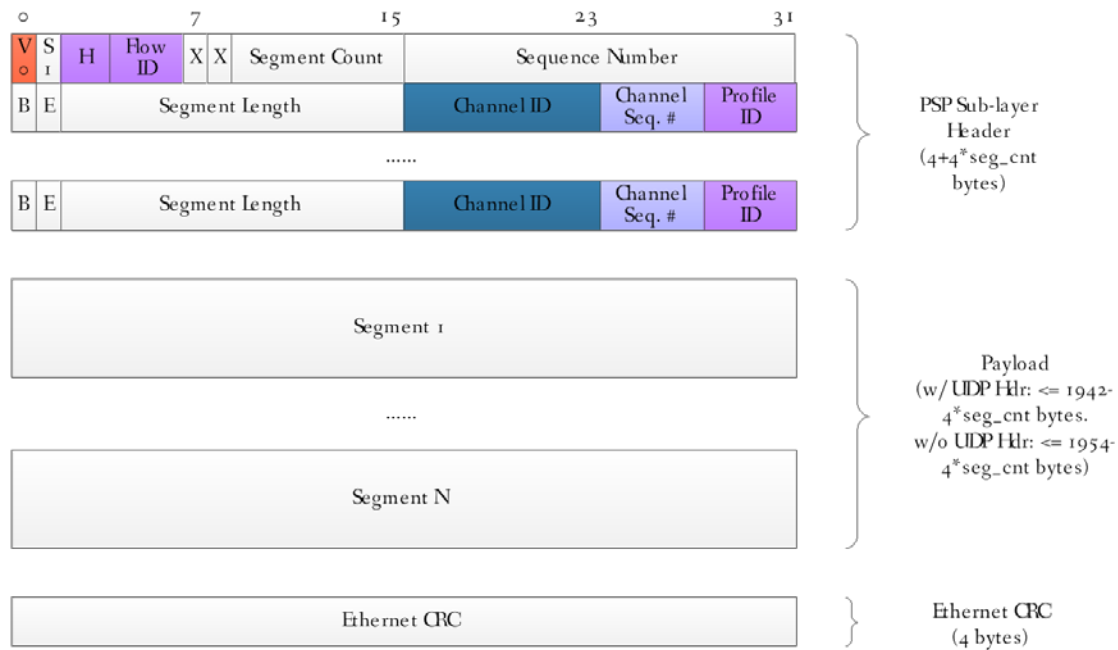 0 7 15 23 31
V S H Flow X X Segment Count Sequence Number
0 1 ID
B E Segment Length Channel ID Channel Profile
Seq. # ID
......
B E Segment Length Channel ID Channel Profile
Seq. # ID
PSP Sub-layer
Header
(4+4*seg_cnt
bytes)
Segment 1
......
Segment N
Payload
(w/ UDP Hdr: <= 1942-
4*seg_cnt bytes.
w/o UDP Hdr: <= 1954-
4*seg_cnt bytes)
Ethernet CRC
Ethernet CRC
(4 bytes)